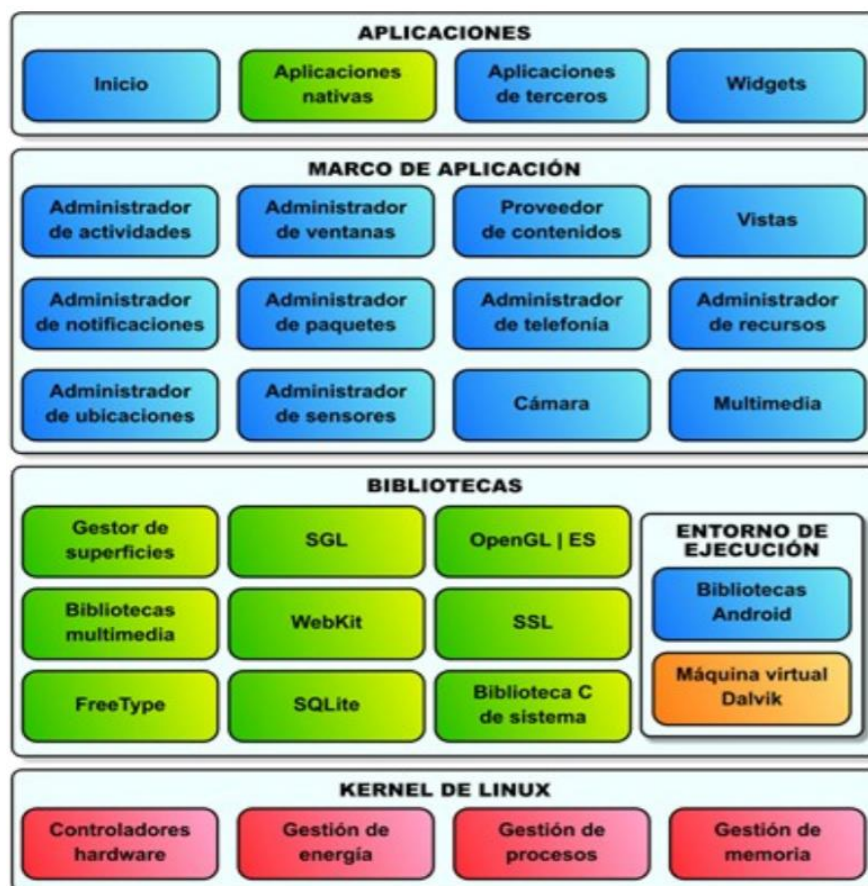 APLICACIONES
Inicio
Aplicaciones
nativas
Aplicaciones
de terceros
Widgets
MARCO DE APLICACIÓN
Administrador
de actividades
Administrador
de ventanas
Proveedor
de contenidos
Vistas
Administrador
de notificaciones
Administrador
de paquetes
Administrador
de telefonía
Administrador
de recursos
Administrador
de ubicaciones
Administrador
de sensores
Cámara
Multimedia
BIBLIOTECAS
Gestor de
superficies
SGL
OpenGL | ES
Bibliotecas
multimedia
WebKit
SSL
FreeType
SQLite
Biblioteca C
de sistema
ENTORNO DE
EJECUCIÓN
Bibliotecas
Android
Máquina virtual
Dalvik
KERNEL DE LINUX
Controladores
hardware
Gestión de
energía
Gestión de
procesos
Gestión de
memoria